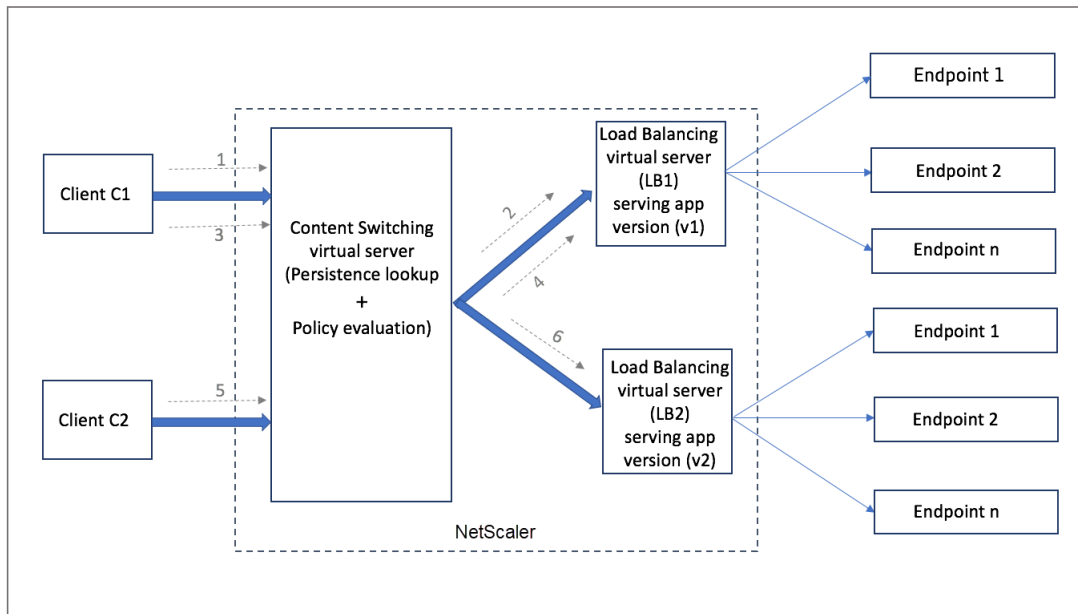 Client C1
1
3
Client C2
5
Content Switching
virtual server
(Persistence lookup
+
Policy evaluation)
2
4
6
Load Balancing
virtual server
(LB1)
serving app
version (v1)
Load Balancing
virtual server
(LB2)
serving app
version (v2)
NetScaler
Endpoint 1
Endpoint 2
Endpoint n
Endpoint 1
Endpoint 2
Endpoint n